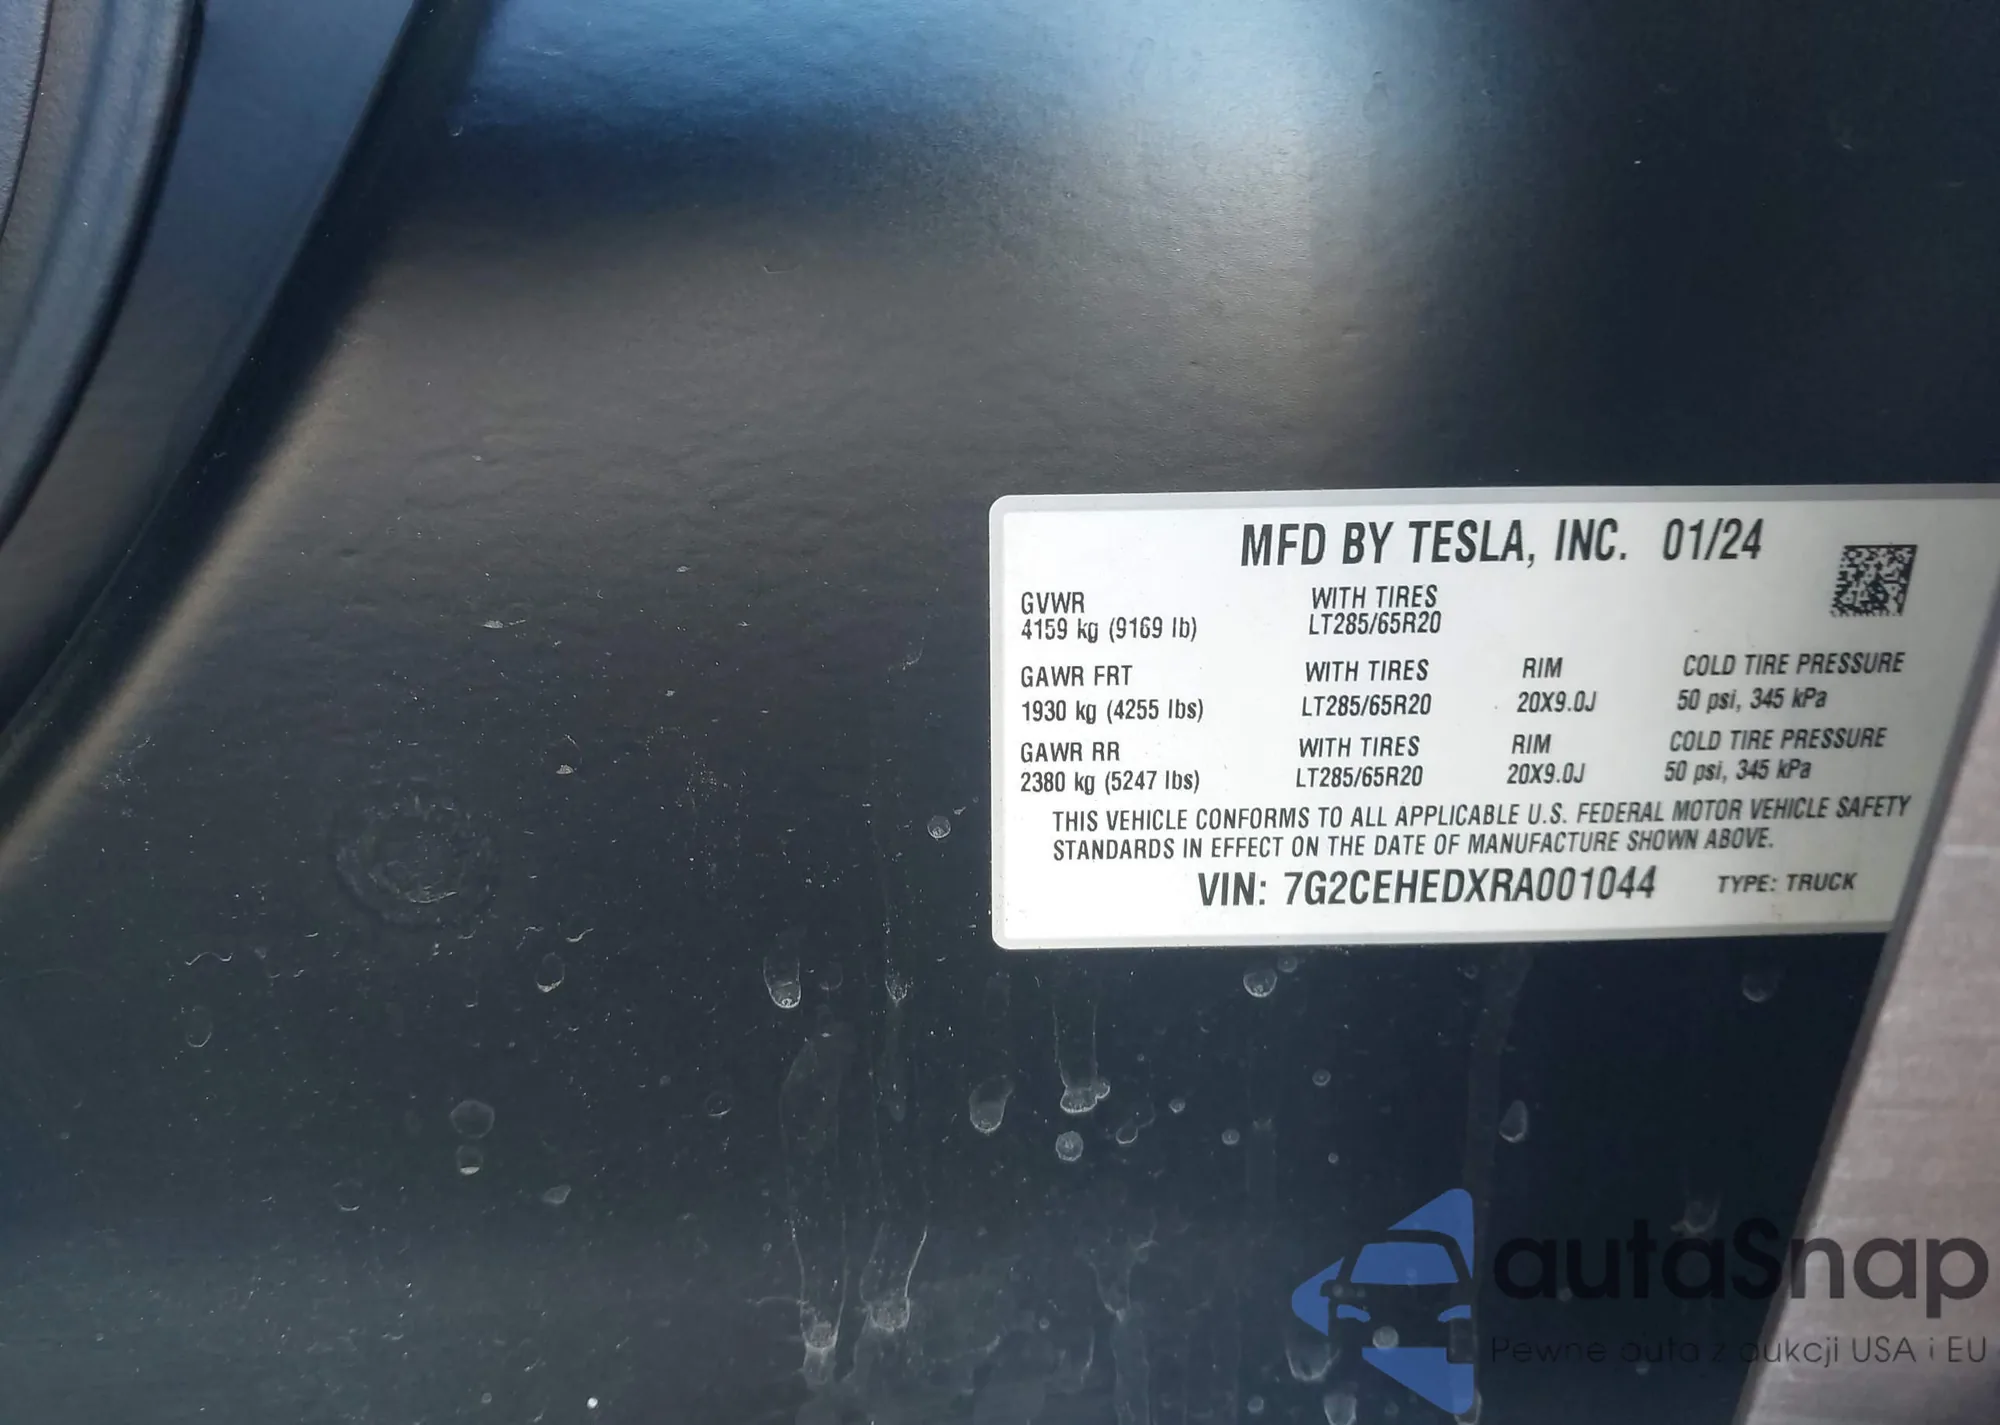 MFD BY TESLA, INC. 01/24
GVWR WITH TIRES
4159 kg (9169 lb) LT285/65R20
GAWR FRT WITH TIRES RIM COLD TIRE PRESSURE
1930 kg (4255 lbs) LT285/65R20 20X9.0J 50 psi, 345 kPa
GAWR RR WITH TIRES RIM COLD TIRE PRESSURE
2380 kg (5247 lbs) LT285/65R20 20X9.0J 50 psi, 345 kPa
THIS VEHICLE CONFORMS TO ALL APPLICABLE U.S. FEDERAL MOTOR VEHICLE SAFETY
STANDARDS IN EFFECT ON THE DATE OF MANUFACTURE SHOWN ABOVE.
VIN: 7G2CEHEDXRA001044 TYPE: TRUCK
autaSnap
Pewne auta z aukcji USA i EU